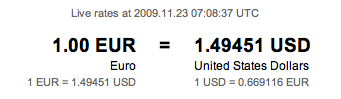 Live rates at 2009.11.23 07:08:37 UTC
1.00 EUR = 1.49451 USD
Euro United States Dollars
1 EUR = 1.49451 USD 1 USD = 0.669116 EUR